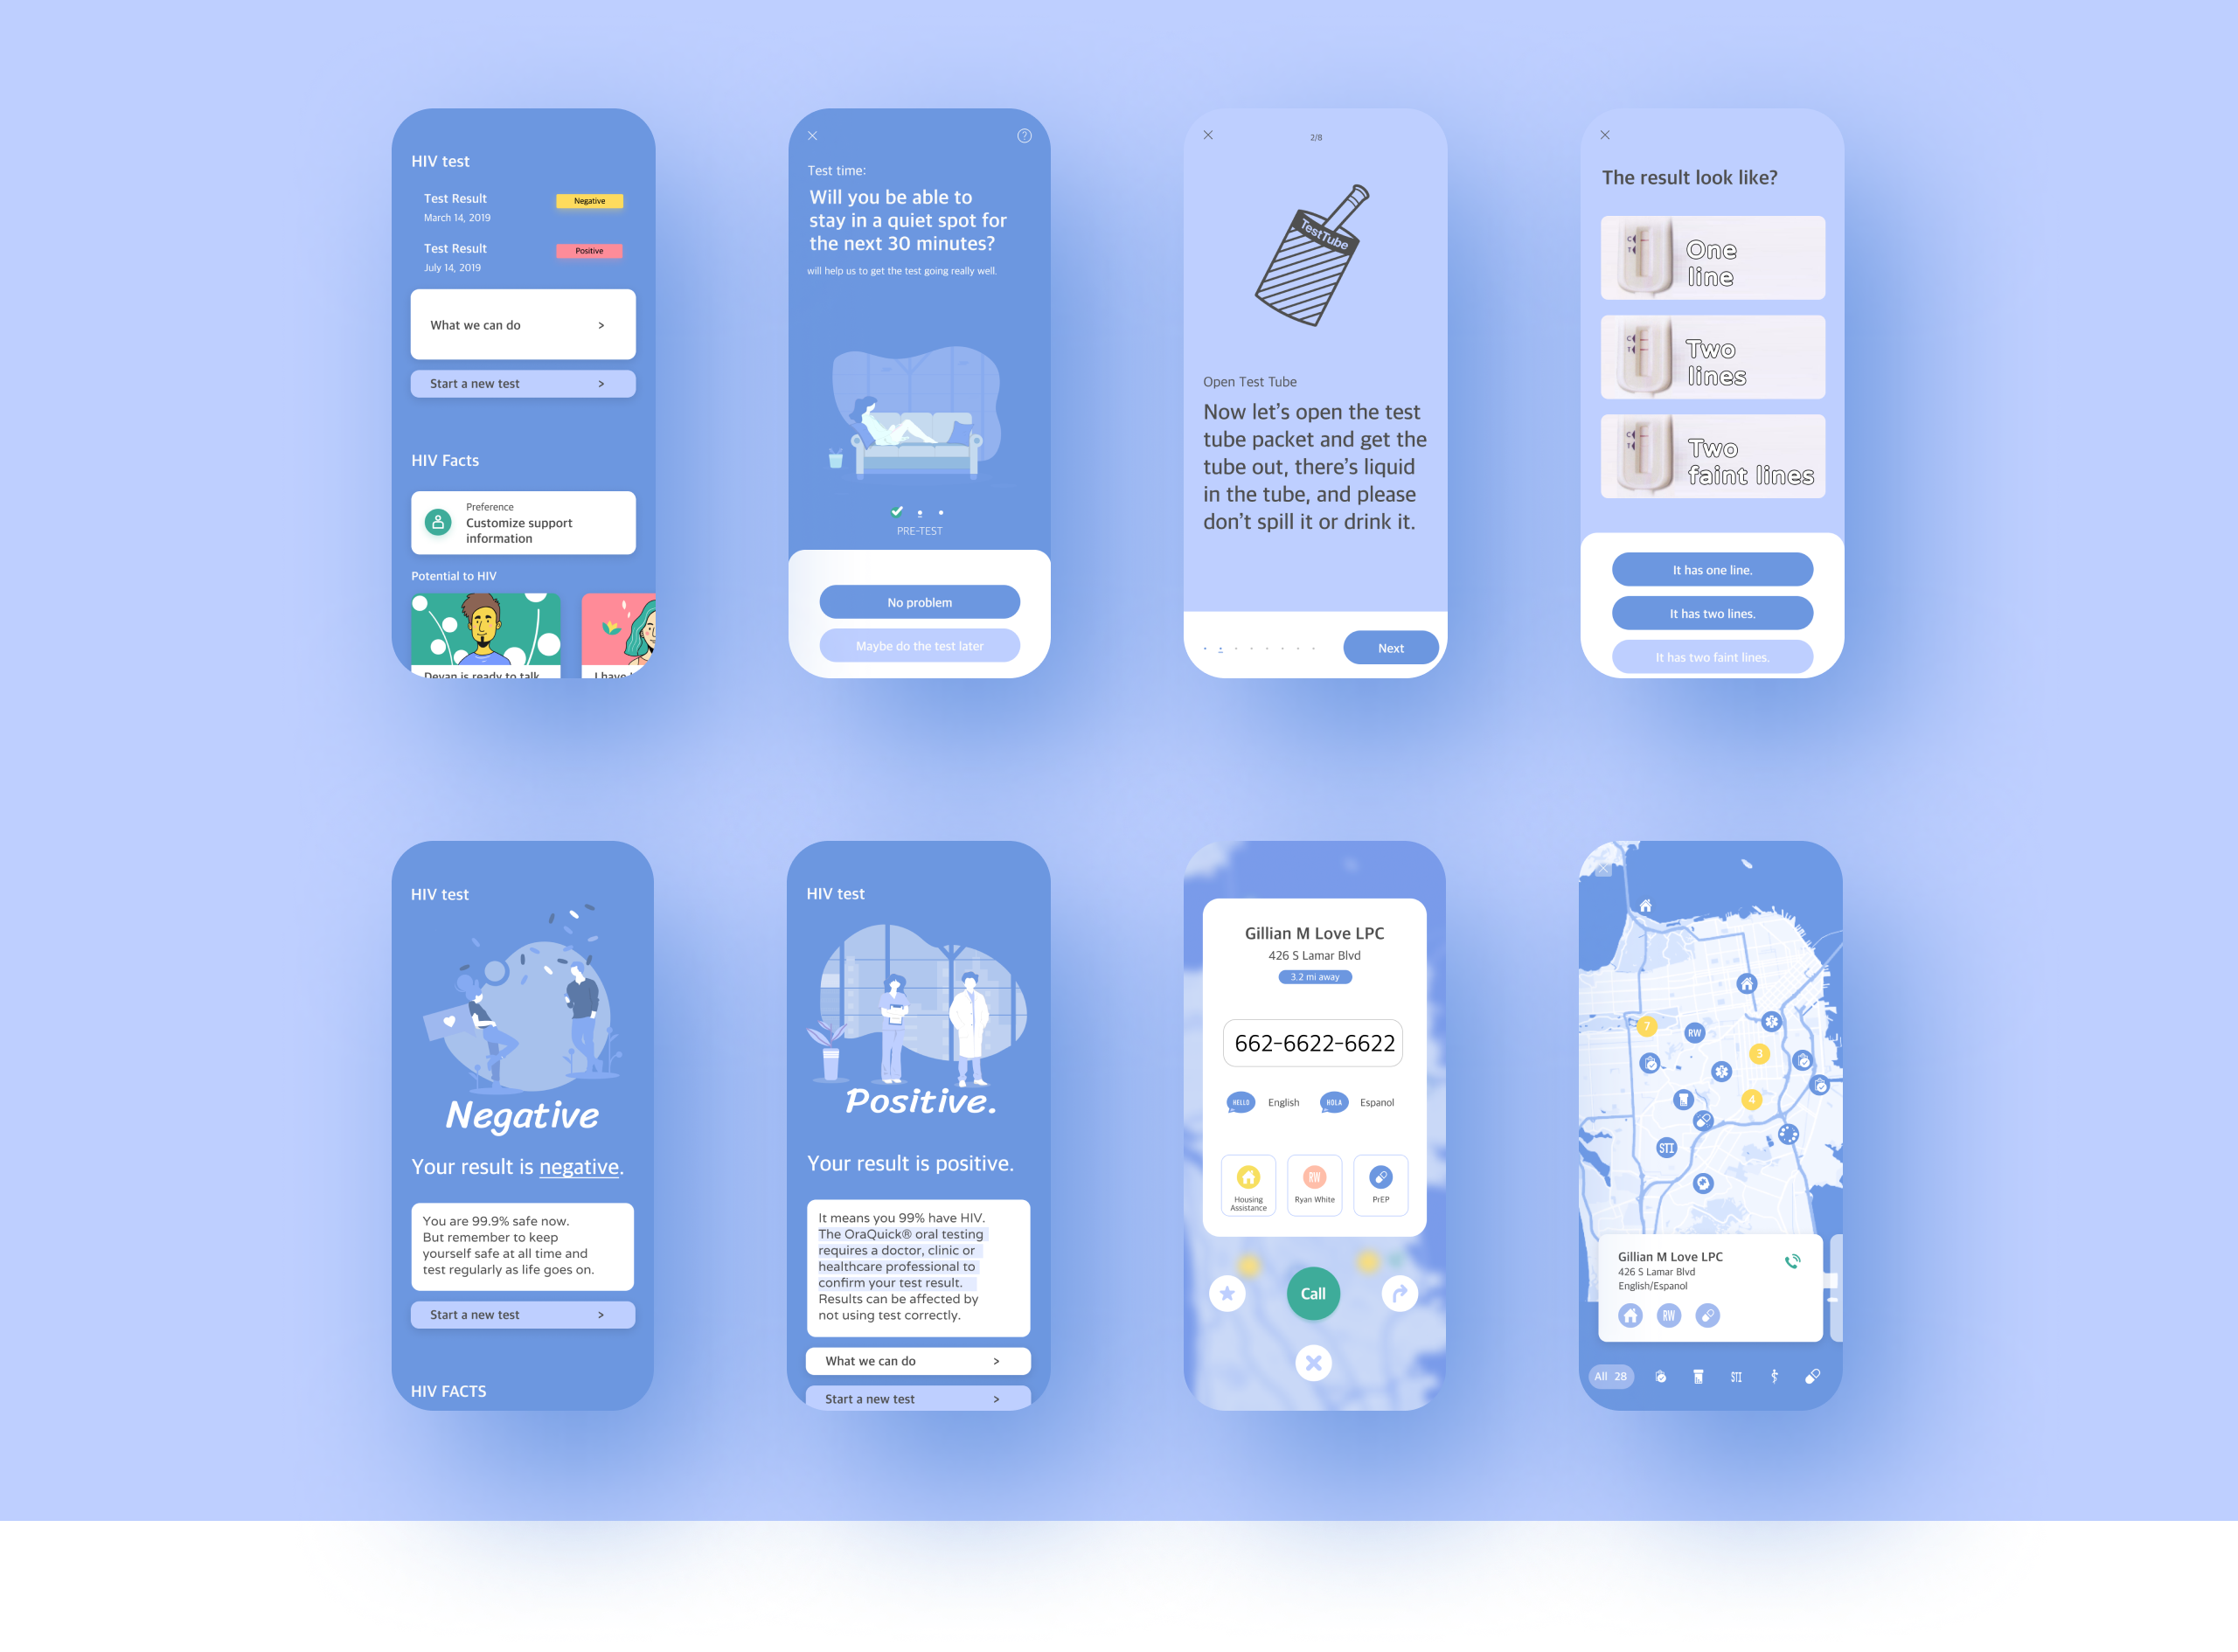 HIV test
Test Result
Negative
March 14, 2019
Test Result
Positive
July 14, 2019
What we can do >
Start a new test >
HIV Facts
Preference
Customize support
information
Potential to HIV
Devan is ready to talk
I have
?
Test time:
Will you be able to
stay in a quiet spot for
the next 30 minutes?
will help us to get the test going really well.
PRE-TEST
No problem
Maybe do the test later
2/8
TestTube
Open Test Tube
Now let's open the test
tube packet and get the
tube out, there's liquid
in the tube, and please
don't spill it or drink it.
Next
The result look like?
C
T
One
line
C
T
Two
lines
C
T
Two
faint lines
It has one line.
It has two lines.
It has two faint lines.
HIV test
Negative
Your result is negative.
You are 99.9% safe now.
But remember to keep
yourself safe at all time and
test regularly as life goes on.
Start a new test >
HIV FACTS
HIV test
Positive.
Your result is positive.
It means you 99% have HIV.
The OraQuick® oral testing
requires a doctor, clinic or
healthcare professional to
confirm your test result.
Results can be affected by
not using test correctly.
What we can do >
Start a new test >
Gillian M Love LPC
426 S Lamar Blvd
3.2 mi away
662-6622-6622
HELLO English HOLA Espanol
RW
Housing
Assistance
Ryan White
PrEP
Call
7
RW
3
4
STI
Gillian M Love LPC
426 S Lamar Blvd
English/Espanol
RW
All 28
STI